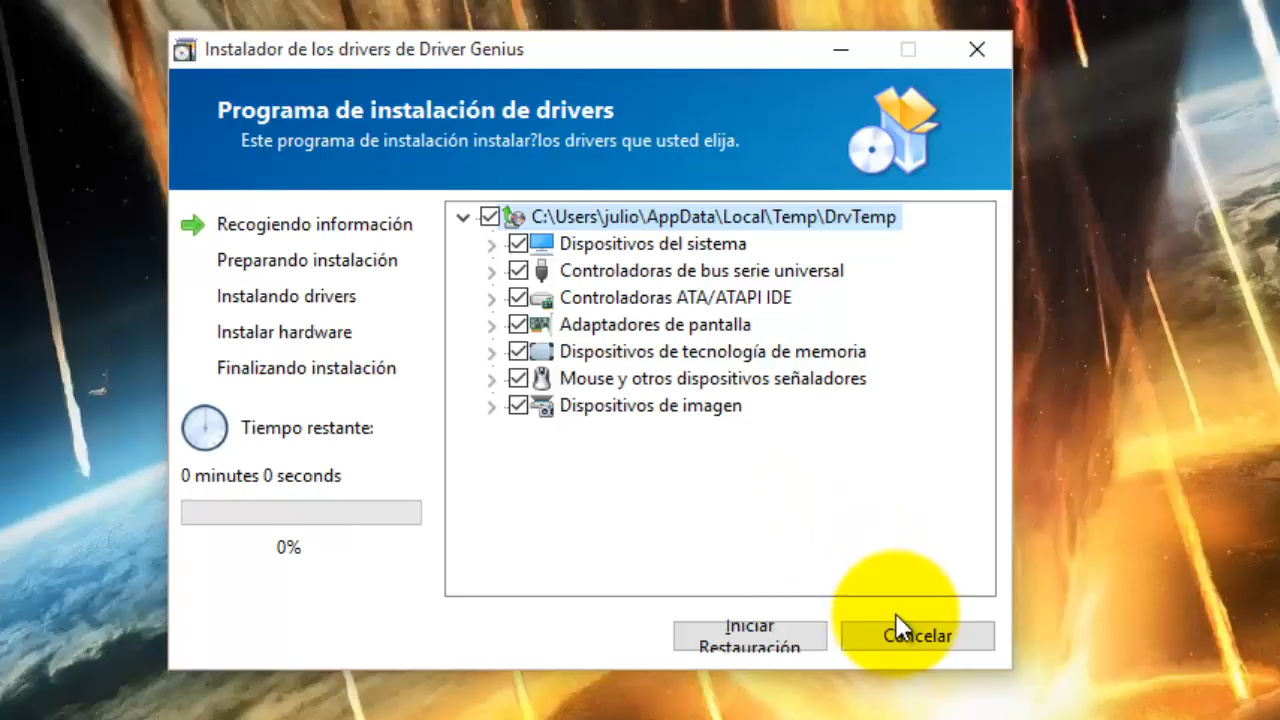 Instalador de los drivers de Driver Genius
Programa de instalación de drivers
Este programa de instalación instalar?los drivers que usted elija.
Recogiendo información
Preparando instalación
Instalando drivers
Instalar hardware
Finalizando instalación
Tiempo restante:
0 minutes 0 seconds
0%
C:\Users\julio\AppData\Local\Temp\DrvTemp
Dispositivos del sistema
Controladoras de bus serie universal
Controladoras ATA/ATAPI IDE
Adaptadores de pantalla
Dispositivos de tecnología de memoria
Mouse y otros dispositivos señaladores
Dispositivos de imagen
Iniciar
Restauración
Cancelar